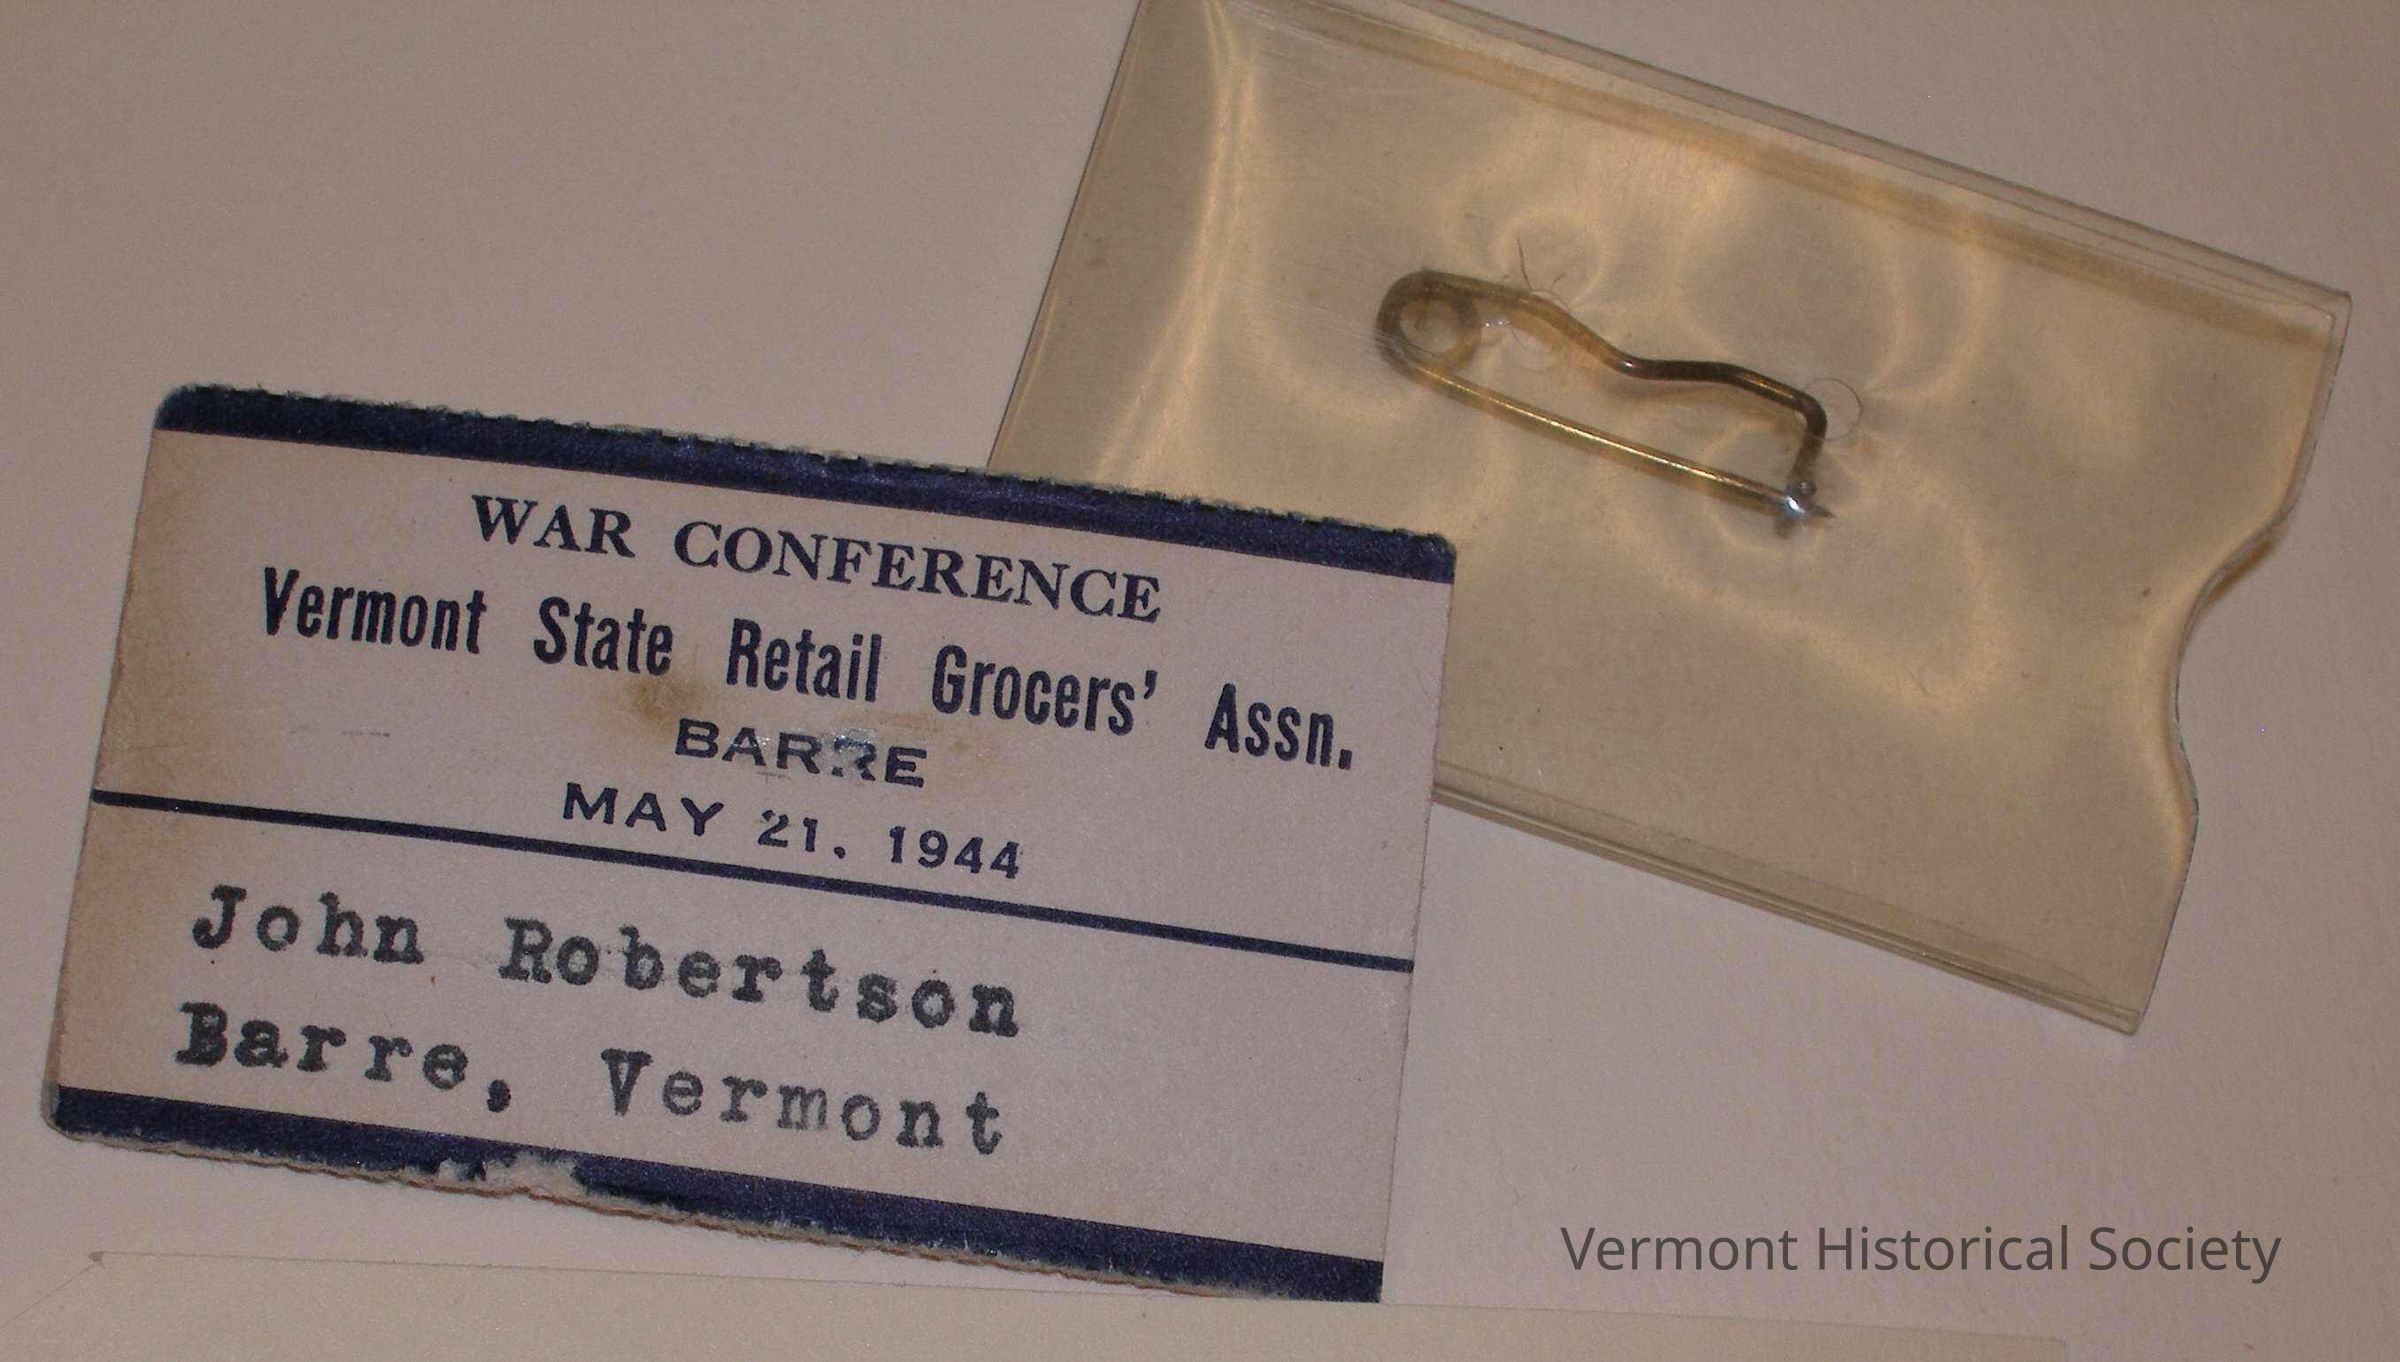 WAR CONFERENCE
Vermont State Retail Grocers' Assn.
BARRE
MAY 21, 1944
John Robertson
Barre, Vermont
Vermont Historical Society